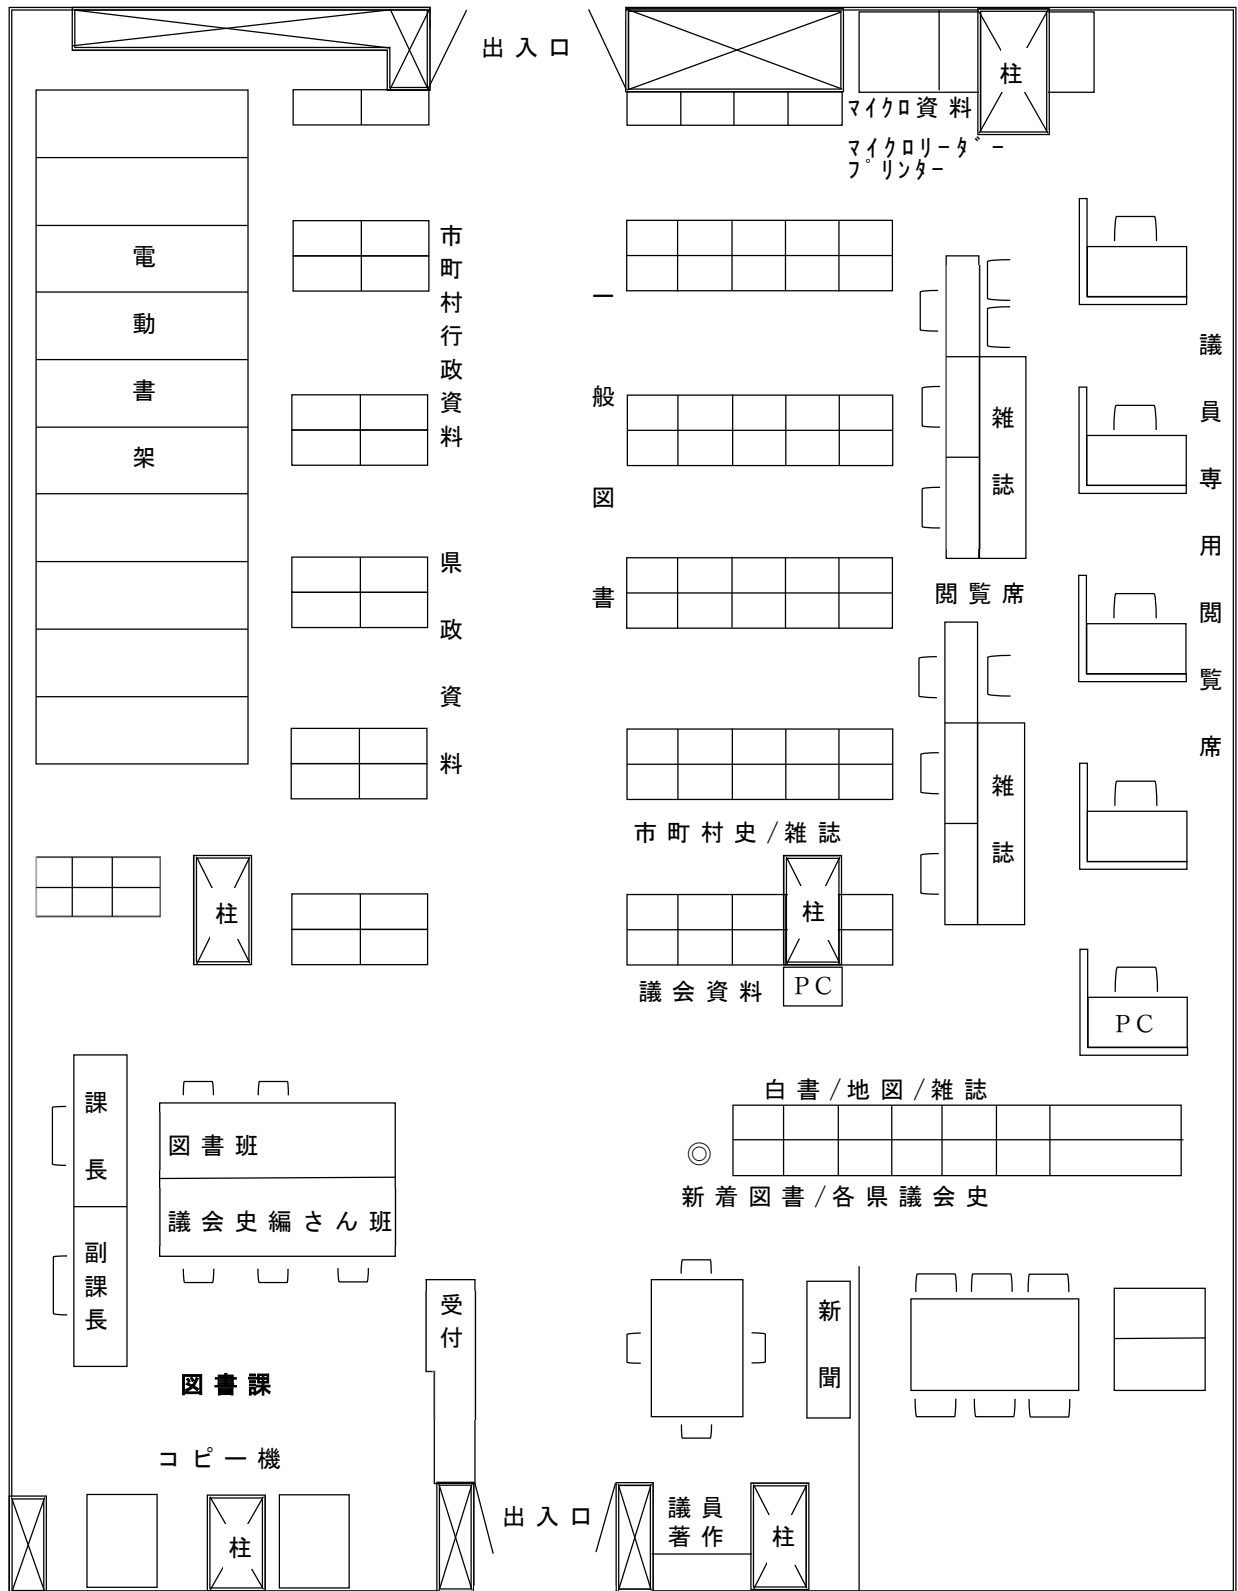 出入口
柱
マイクロ資料
マイクロリーダー
プリンター
電動書架
市町村行政資料
一般図書
雑誌
議員専用閲覧席
県政資料
閲覧席
雑誌
市町村史/雑誌
柱
柱
議会資料
PC
PC
白書/地図/雑誌
◎
新着図書/各県議会史
課長
図書班
議会史編さん班
副課長
受付
新聞
図書課
コピー機
出入口
議員
著作
柱
柱